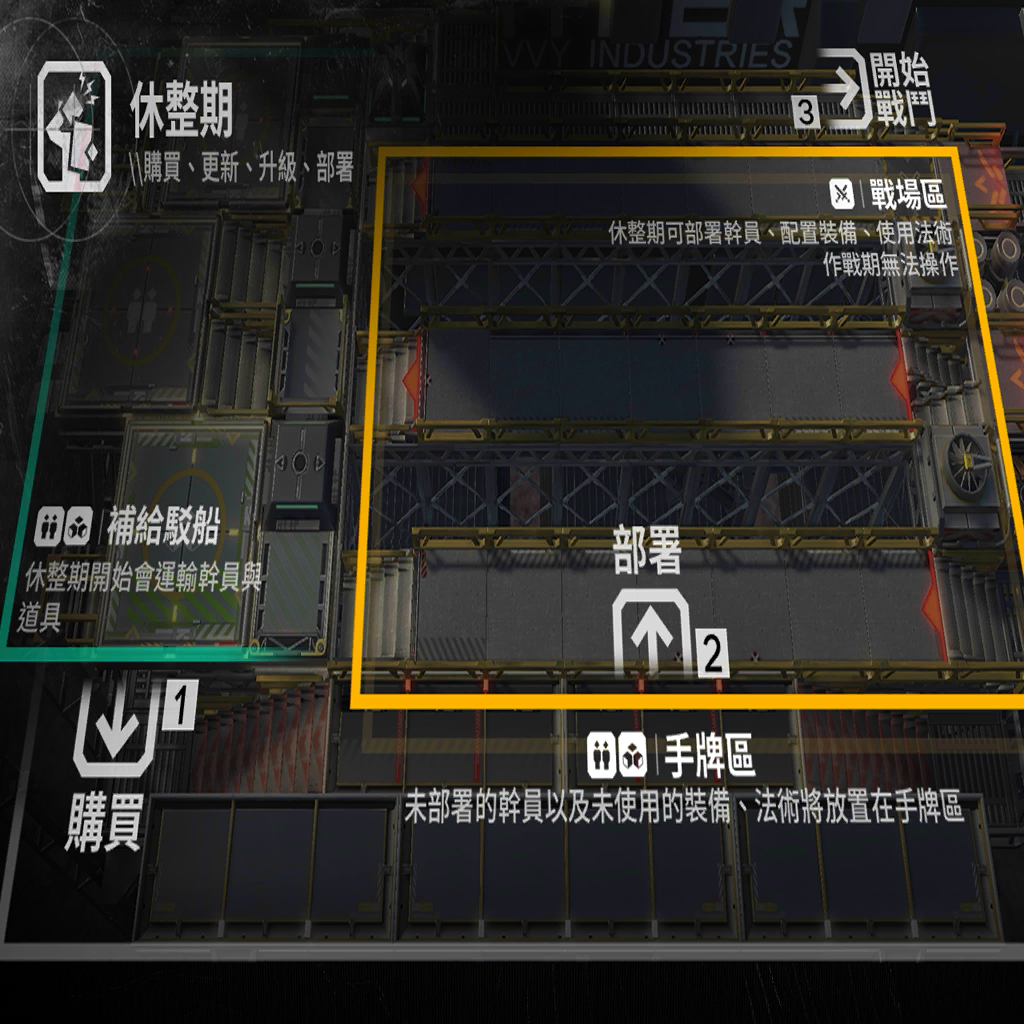 VVY INDUSTRIES
休整期
\\購買、更新、升級、部署
3
開始
戰鬥
戰場區
休整期可部署幹員、配置裝備、使用法術
作戰期無法操作
補給駁船
休整期開始會運輸幹員與
道具
部署
2
1
購買
手牌區
未部署的幹員以及未使用的裝備、法術將放置在手牌區